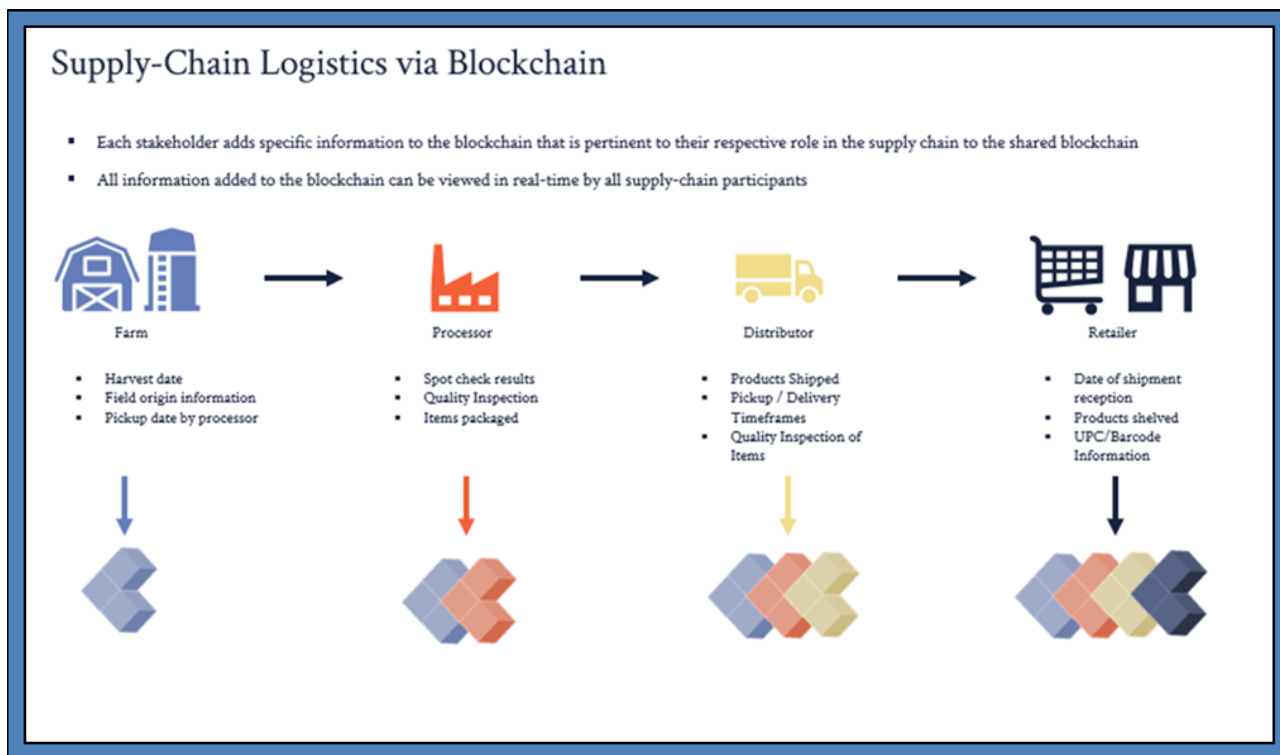 Supply-Chain Logistics via Blockchain
▪ Each stakeholder adds specific information to the blockchain that is pertinent to their respective role in the supply chain to the shared blockchain
▪ All information added to the blockchain can be viewed in real-time by all supply-chain participants
Farm
▪ Harvest date
▪ Field origin information
▪ Pickup date by processor
Processor
▪ Spot check results
▪ Quality Inspection
▪ Items packaged
Distributor
▪ Products Shipped
▪ Pickup / Delivery
Timeframes
▪ Quality Inspection of
Items
Retailer
▪ Date of shipment
reception
▪ Products shelved
▪ UPC/Barcode
Information